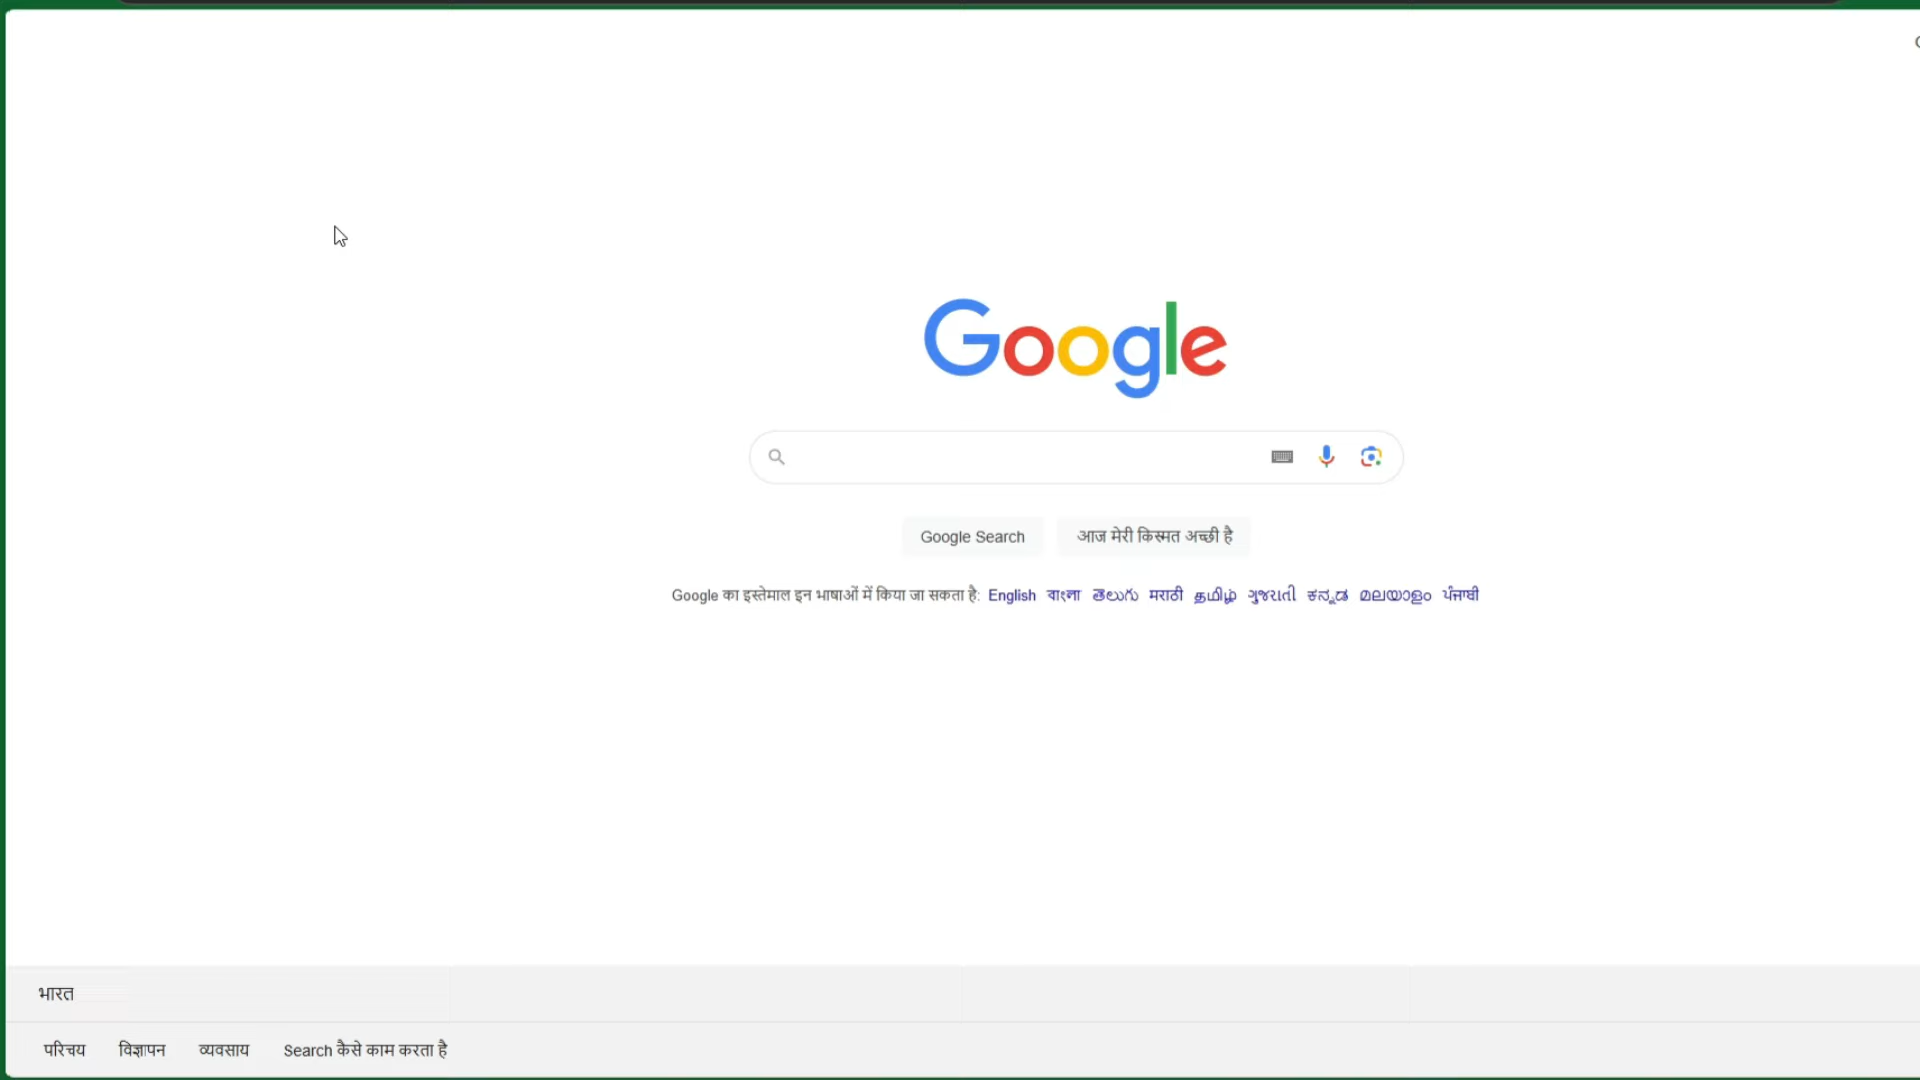 Google
Google Search
आज मेरी किस्मत अच्छी है
Google का इस्तेमाल इन भाषाओं में किया जा सकता है: English বাংলা తెలుగు मराठी தமிழ் ગુજરાતી ಕನ್ನಡ മലയാളം ਪੰਜਾਬੀ
भारत
परिचय विज्ञापन व्यवसाय Search कैसे काम करता है